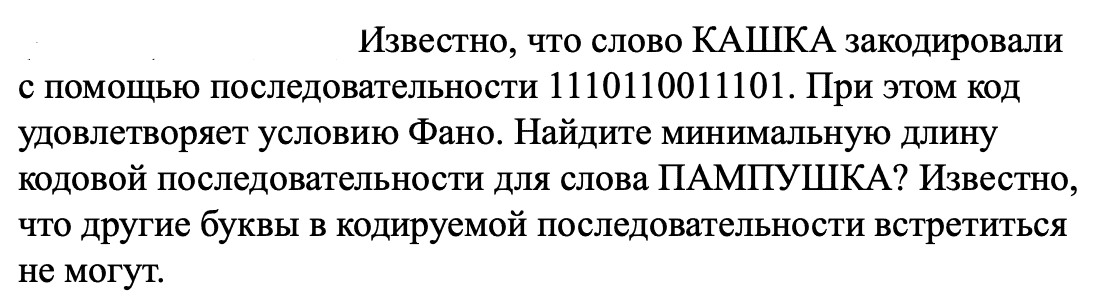 Известно, что слово КАШКА закодировали
с помощью последовательности 1110110011101. При этом код
удовлетворяет условию Фано. Найдите минимальную длину
кодовой последовательности для слова ПАМПУШКА? Известно,
что другие буквы в кодируемой последовательности встретиться
не могут.